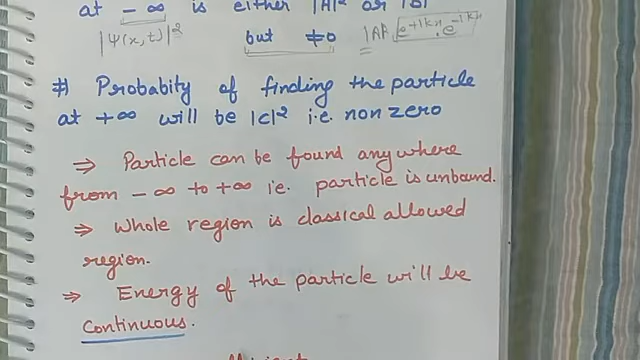 at - ∞ is either |A|² or |B|
|Ψ(x,t)|² but ≠0 |A|² e^{+ikx} . e^{-ikx}
# Probabity of finding the particle
at +∞ will be |c|² i.e. non zero
⇒ Particle can be found anywhere
from - ∞ to + ∞ i.e. particle is unbound.
⇒ Whole region is classical allowed
region.
⇒ Energy of the particle will be
continuous.